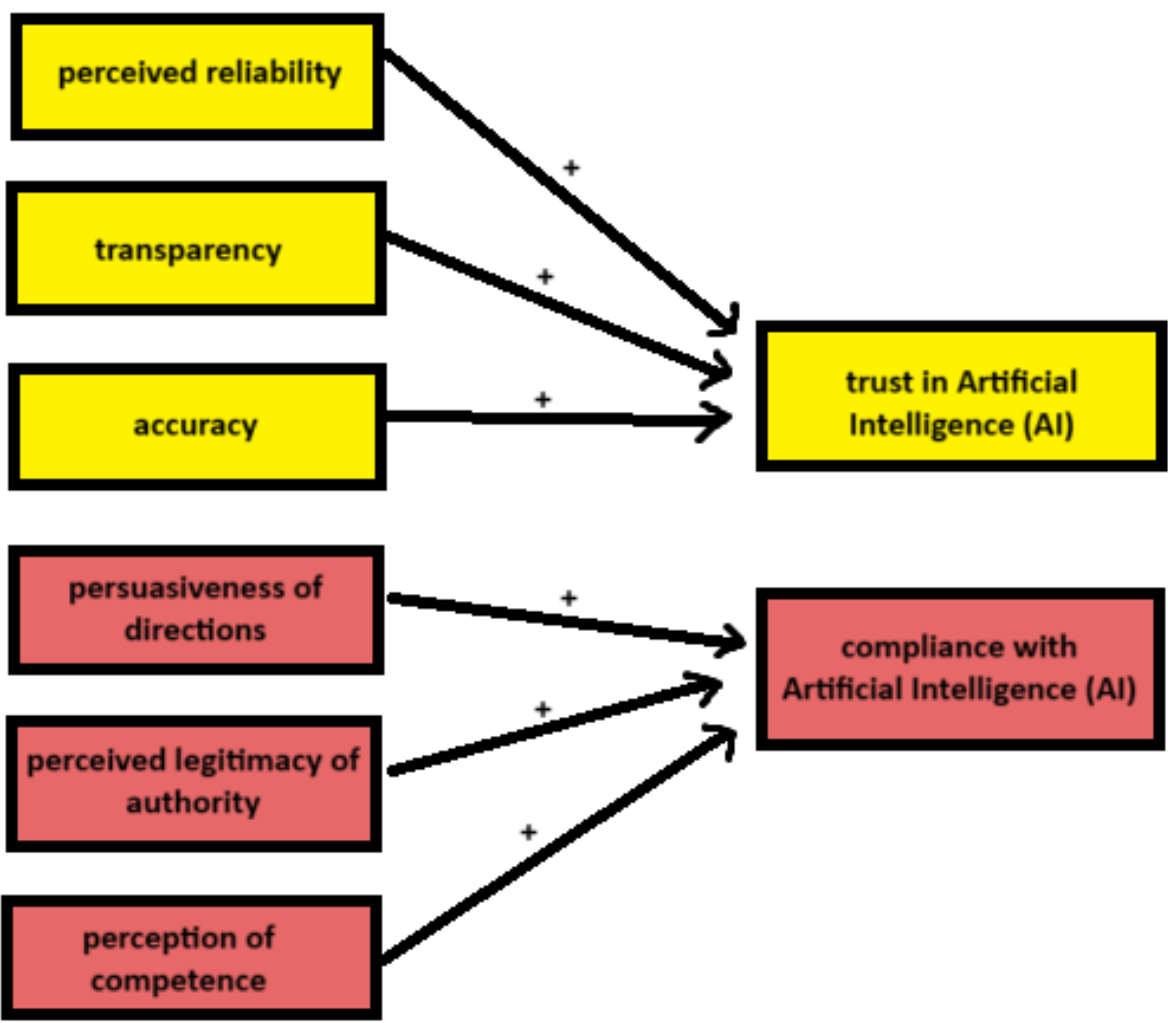 perceived reliability
+
transparency
+
accuracy
+
trust in Artificial
Intelligence (AI)
persuasiveness of
directions
+
perceived legitimacy of
authority
+
perception of
competence
+
compliance with
Artificial Intelligence (AI)